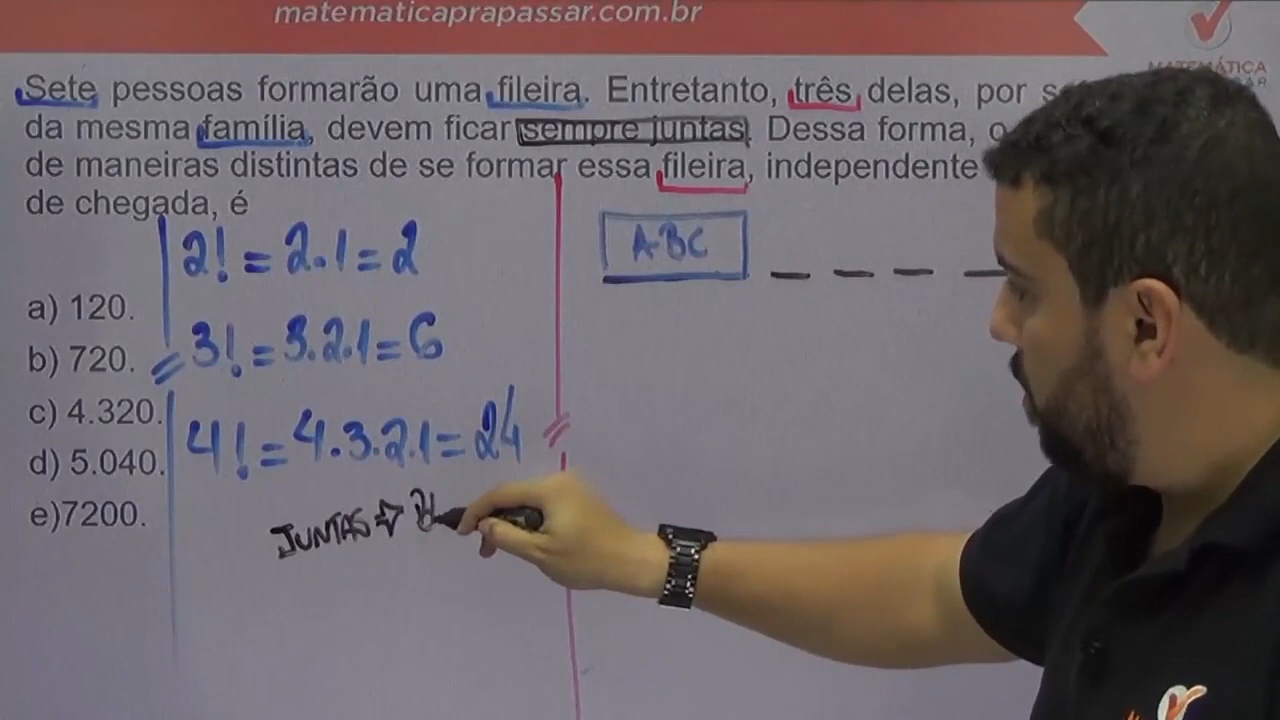 matematicaprapassar.com.br
MATEMÁTICA
Sete pessoas formarão uma fileira. Entretanto, três delas, por
da mesma família, devem ficar sempre juntas. Dessa forma, o
de maneiras distintas de se formar essa fileira, independente
de chegada, é
2! = 2.1 = 2
ABC
a) 120.
3! = 3.2.1 = 6
b) 720.
c) 4.320.
4! = 4.3.2.1 = 24
d) 5.040.
e)7200.
JUNTAS